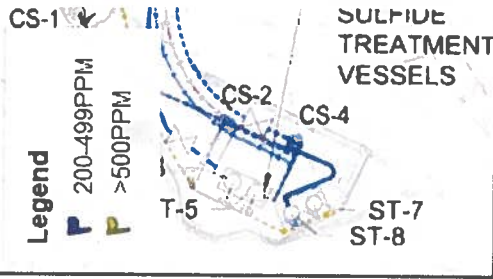 CS-1
SULFIDE
TREATMENT
VESSELS
CS-2
CS-4
T-5
ST-7
ST-8
Legend
200-499PPM
>500PPM